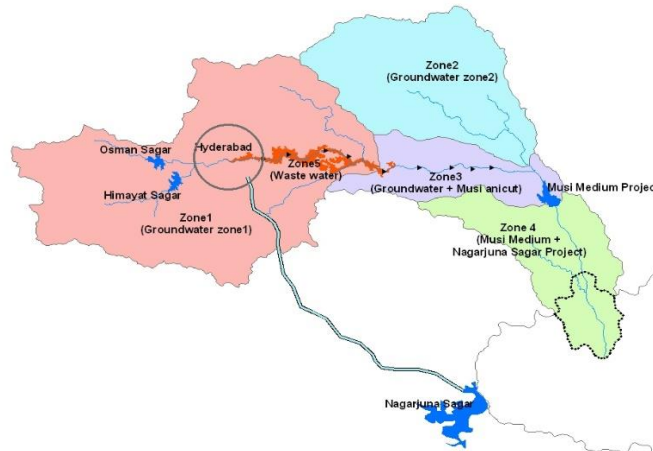 Zone2
(Groundwater zone2)
Osman Sagar
Hyderabad
Zone5
(Waste water)
Zone3
(Groundwater + Musi anicut)
Himayat Sagar
Musi Medium Project
Zone1
(Groundwater zone1)
Zone 4
(Musi Medium +
Nagarjuna Sagar Project)
Nagarjuna Sagar